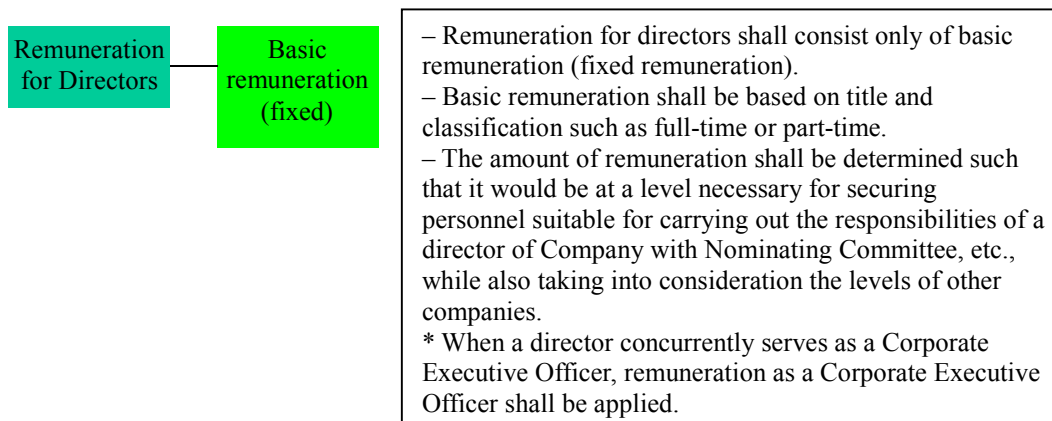 Remuneration
for Directors
Basic
remuneration
(fixed)
– Remuneration for directors shall consist only of basic
remuneration (fixed remuneration).
– Basic remuneration shall be based on title and
classification such as full-time or part-time.
– The amount of remuneration shall be determined such
that it would be at a level necessary for securing
personnel suitable for carrying out the responsibilities of a
director of Company with Nominating Committee, etc.,
while also taking into consideration the levels of other
companies.
* When a director concurrently serves as a Corporate
Executive Officer, remuneration as a Corporate Executive
Officer shall be applied.